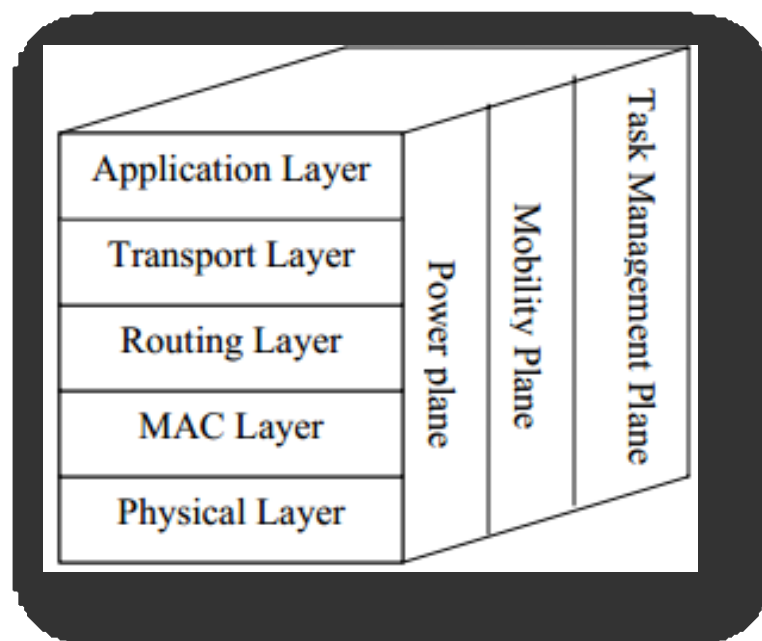 Application Layer
Transport Layer
Routing Layer
MAC Layer
Physical Layer
Power plane
Mobility Plane
Task Management Plane